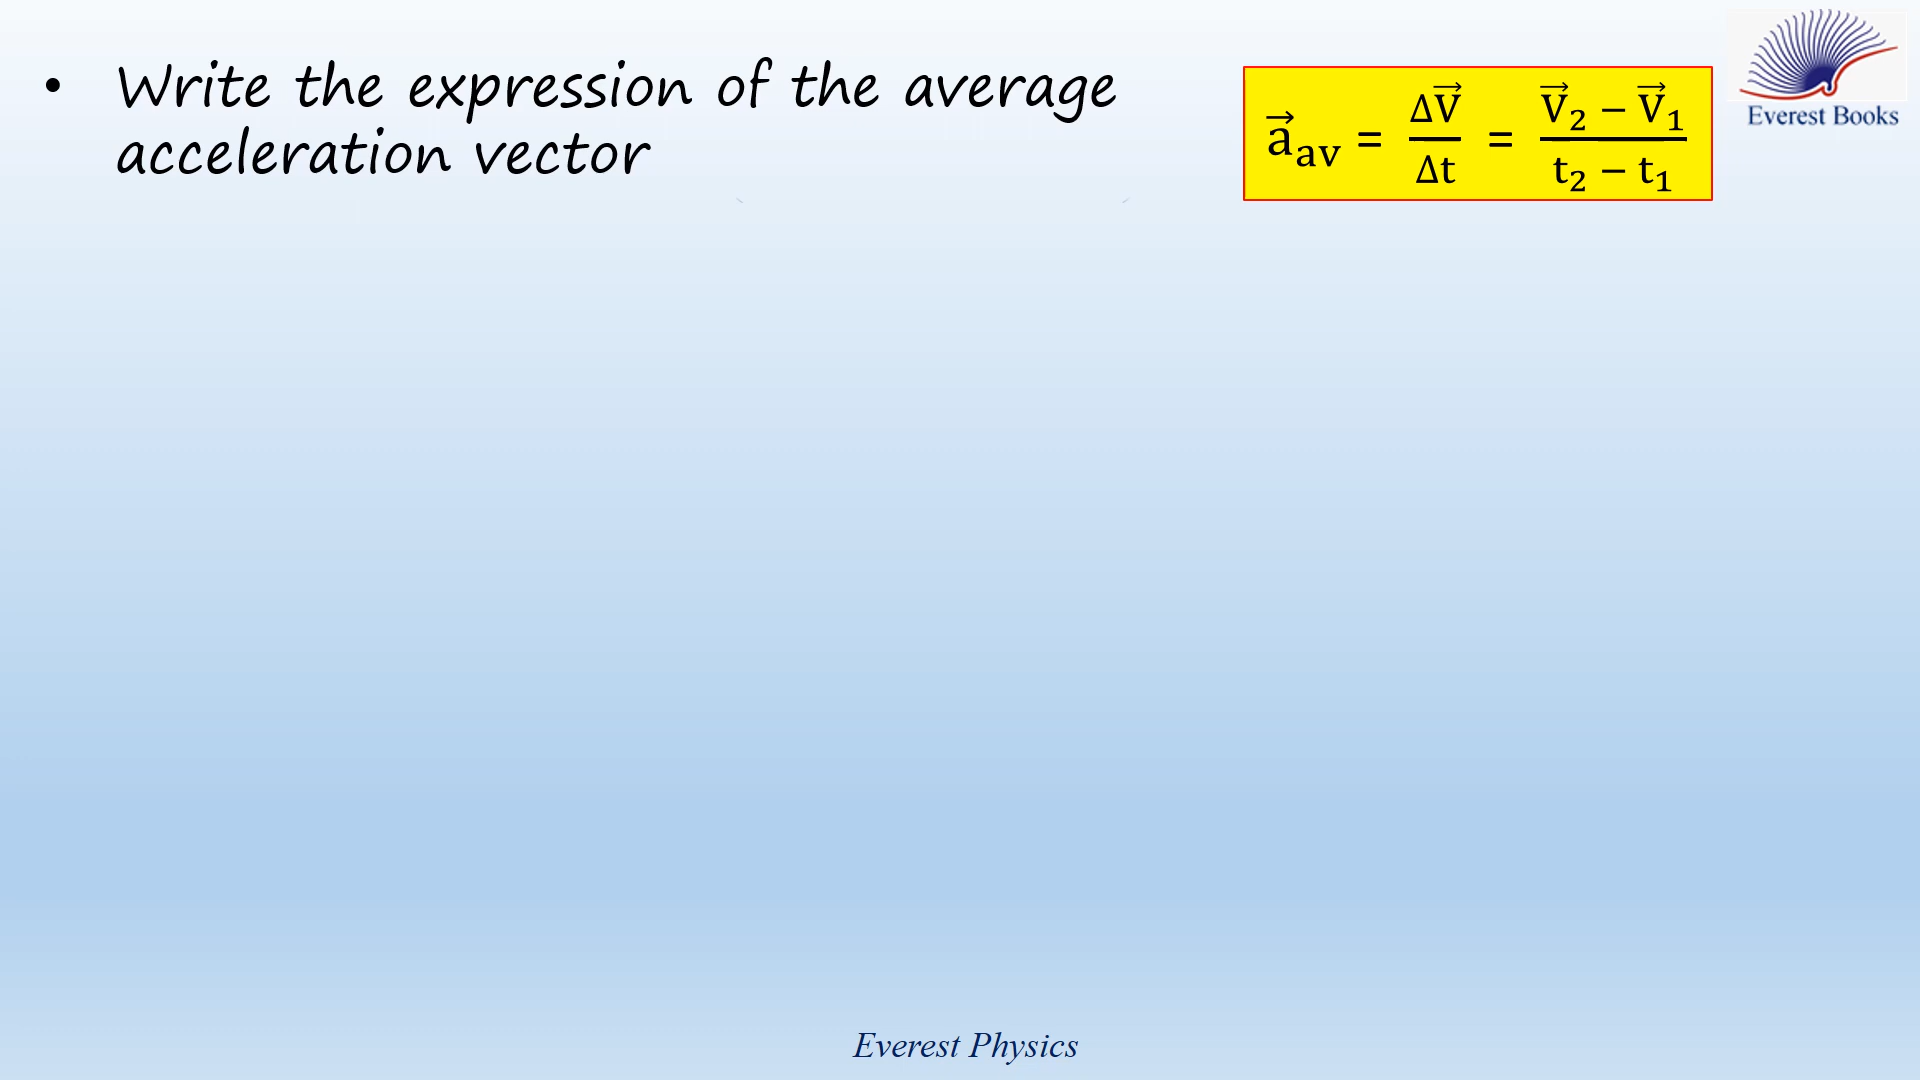 • Write the expression of the average
acceleration vector
a⃗av = ΔV⃗/Δt = (V⃗₂ − V⃗₁)/(t₂ − t₁)
Everest Books
Everest Physics